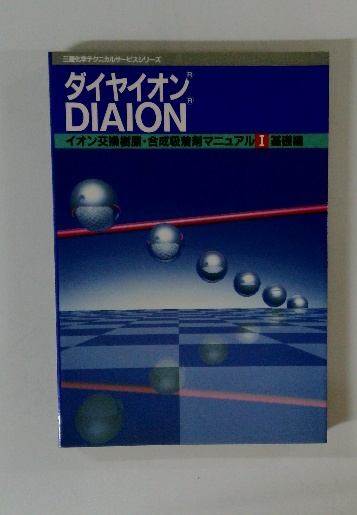 三菱化学テクニカルサービスシリーズ
ダイヤイオン®
DIAION®
イオン交換樹脂・合成吸着剤マニュアル I 基礎編